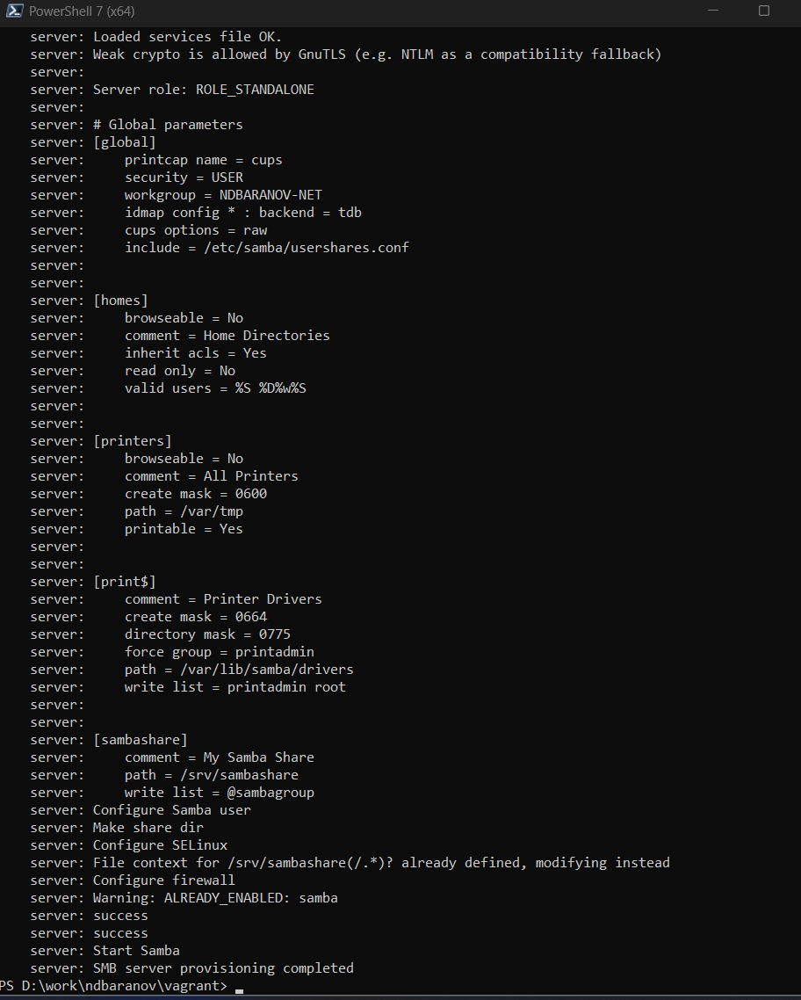 PowerShell 7 (x64)
server: Loaded services file OK.
server: Weak crypto is allowed by GnuTLS (e.g. NTLM as a compatibility fallback)
server:
server: Server role: ROLE_STANDALONE
server:
server: # Global parameters
server: [global]
server:     printcap name = cups
server:     security = USER
server:     workgroup = NDBARANOV-NET
server:     idmap config * : backend = tdb
server:     cups options = raw
server:     include = /etc/samba/usershares.conf
server:
server:
server: [homes]
server:     browseable = No
server:     comment = Home Directories
server:     inherit acls = Yes
server:     read only = No
server:     valid users = %S %D%w%S
server:
server:
server: [printers]
server:     browseable = No
server:     comment = All Printers
server:     create mask = 0600
server:     path = /var/tmp
server:     printable = Yes
server:
server:
server: [print$]
server:     comment = Printer Drivers
server:     create mask = 0664
server:     directory mask = 0775
server:     force group = printadmin
server:     path = /var/lib/samba/drivers
server:     write list = printadmin root
server:
server:
server: [sambashare]
server:     comment = My Samba Share
server:     path = /srv/sambashare
server:     write list = @sambagroup
server: Configure Samba user
server: Make share dir
server: Configure SELinux
server: File context for /srv/sambashare(/.*)? already defined, modifying instead
server: Configure firewall
server: Warning: ALREADY_ENABLED: samba
server: success
server: success
server: Start Samba
server: SMB server provisioning completed
PS D:\work\ndbaranov\vagrant>